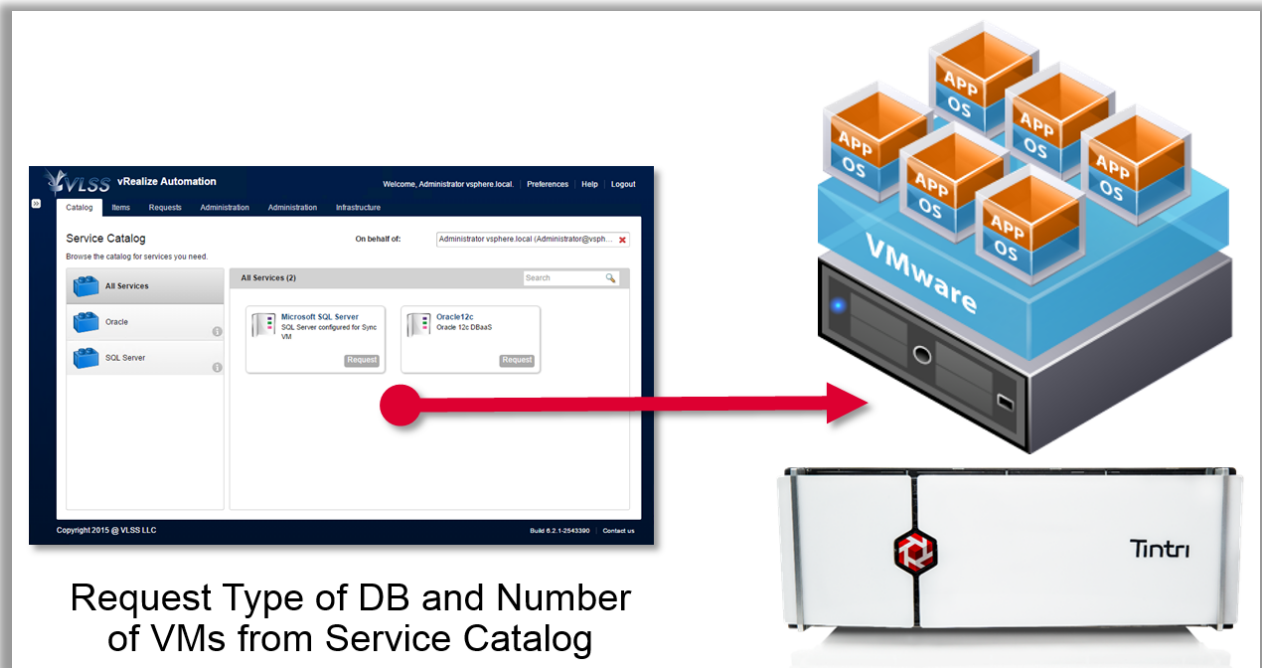 VLSS vRealize Automation
Welcome, Administrator vsphere.local. | Preferences | Help | Logout
Catalog Items Requests Administration Administration Infrastructure
Service Catalog
On behalf of: Administrator vsphere.local (Administrator@vsph...
Browse the catalog for services you need.
All Services
Oracle
SQL Server
All Services (2)
Search
Microsoft SQL Server
SQL Server configured for Sync
VM
Request
Oracle12c
Oracle 12c DBaaS
Request
Copyright 2015 @ VLSS LLC
Build 6.2.1-2543390 | Contact us
Request Type of DB and Number
of VMs from Service Catalog
APP
OS
APP
OS
APP
OS
APP
OS
APP
OS
APP
OS
VMware
Tintri